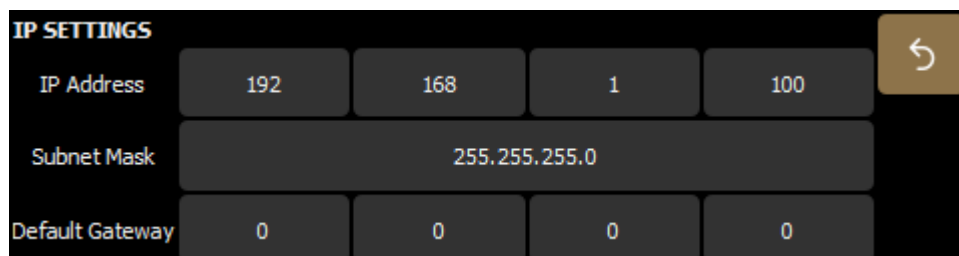 IP SETTINGS
IP Address 192 168 1 100
Subnet Mask 255.255.255.0
Default Gateway 0 0 0 0